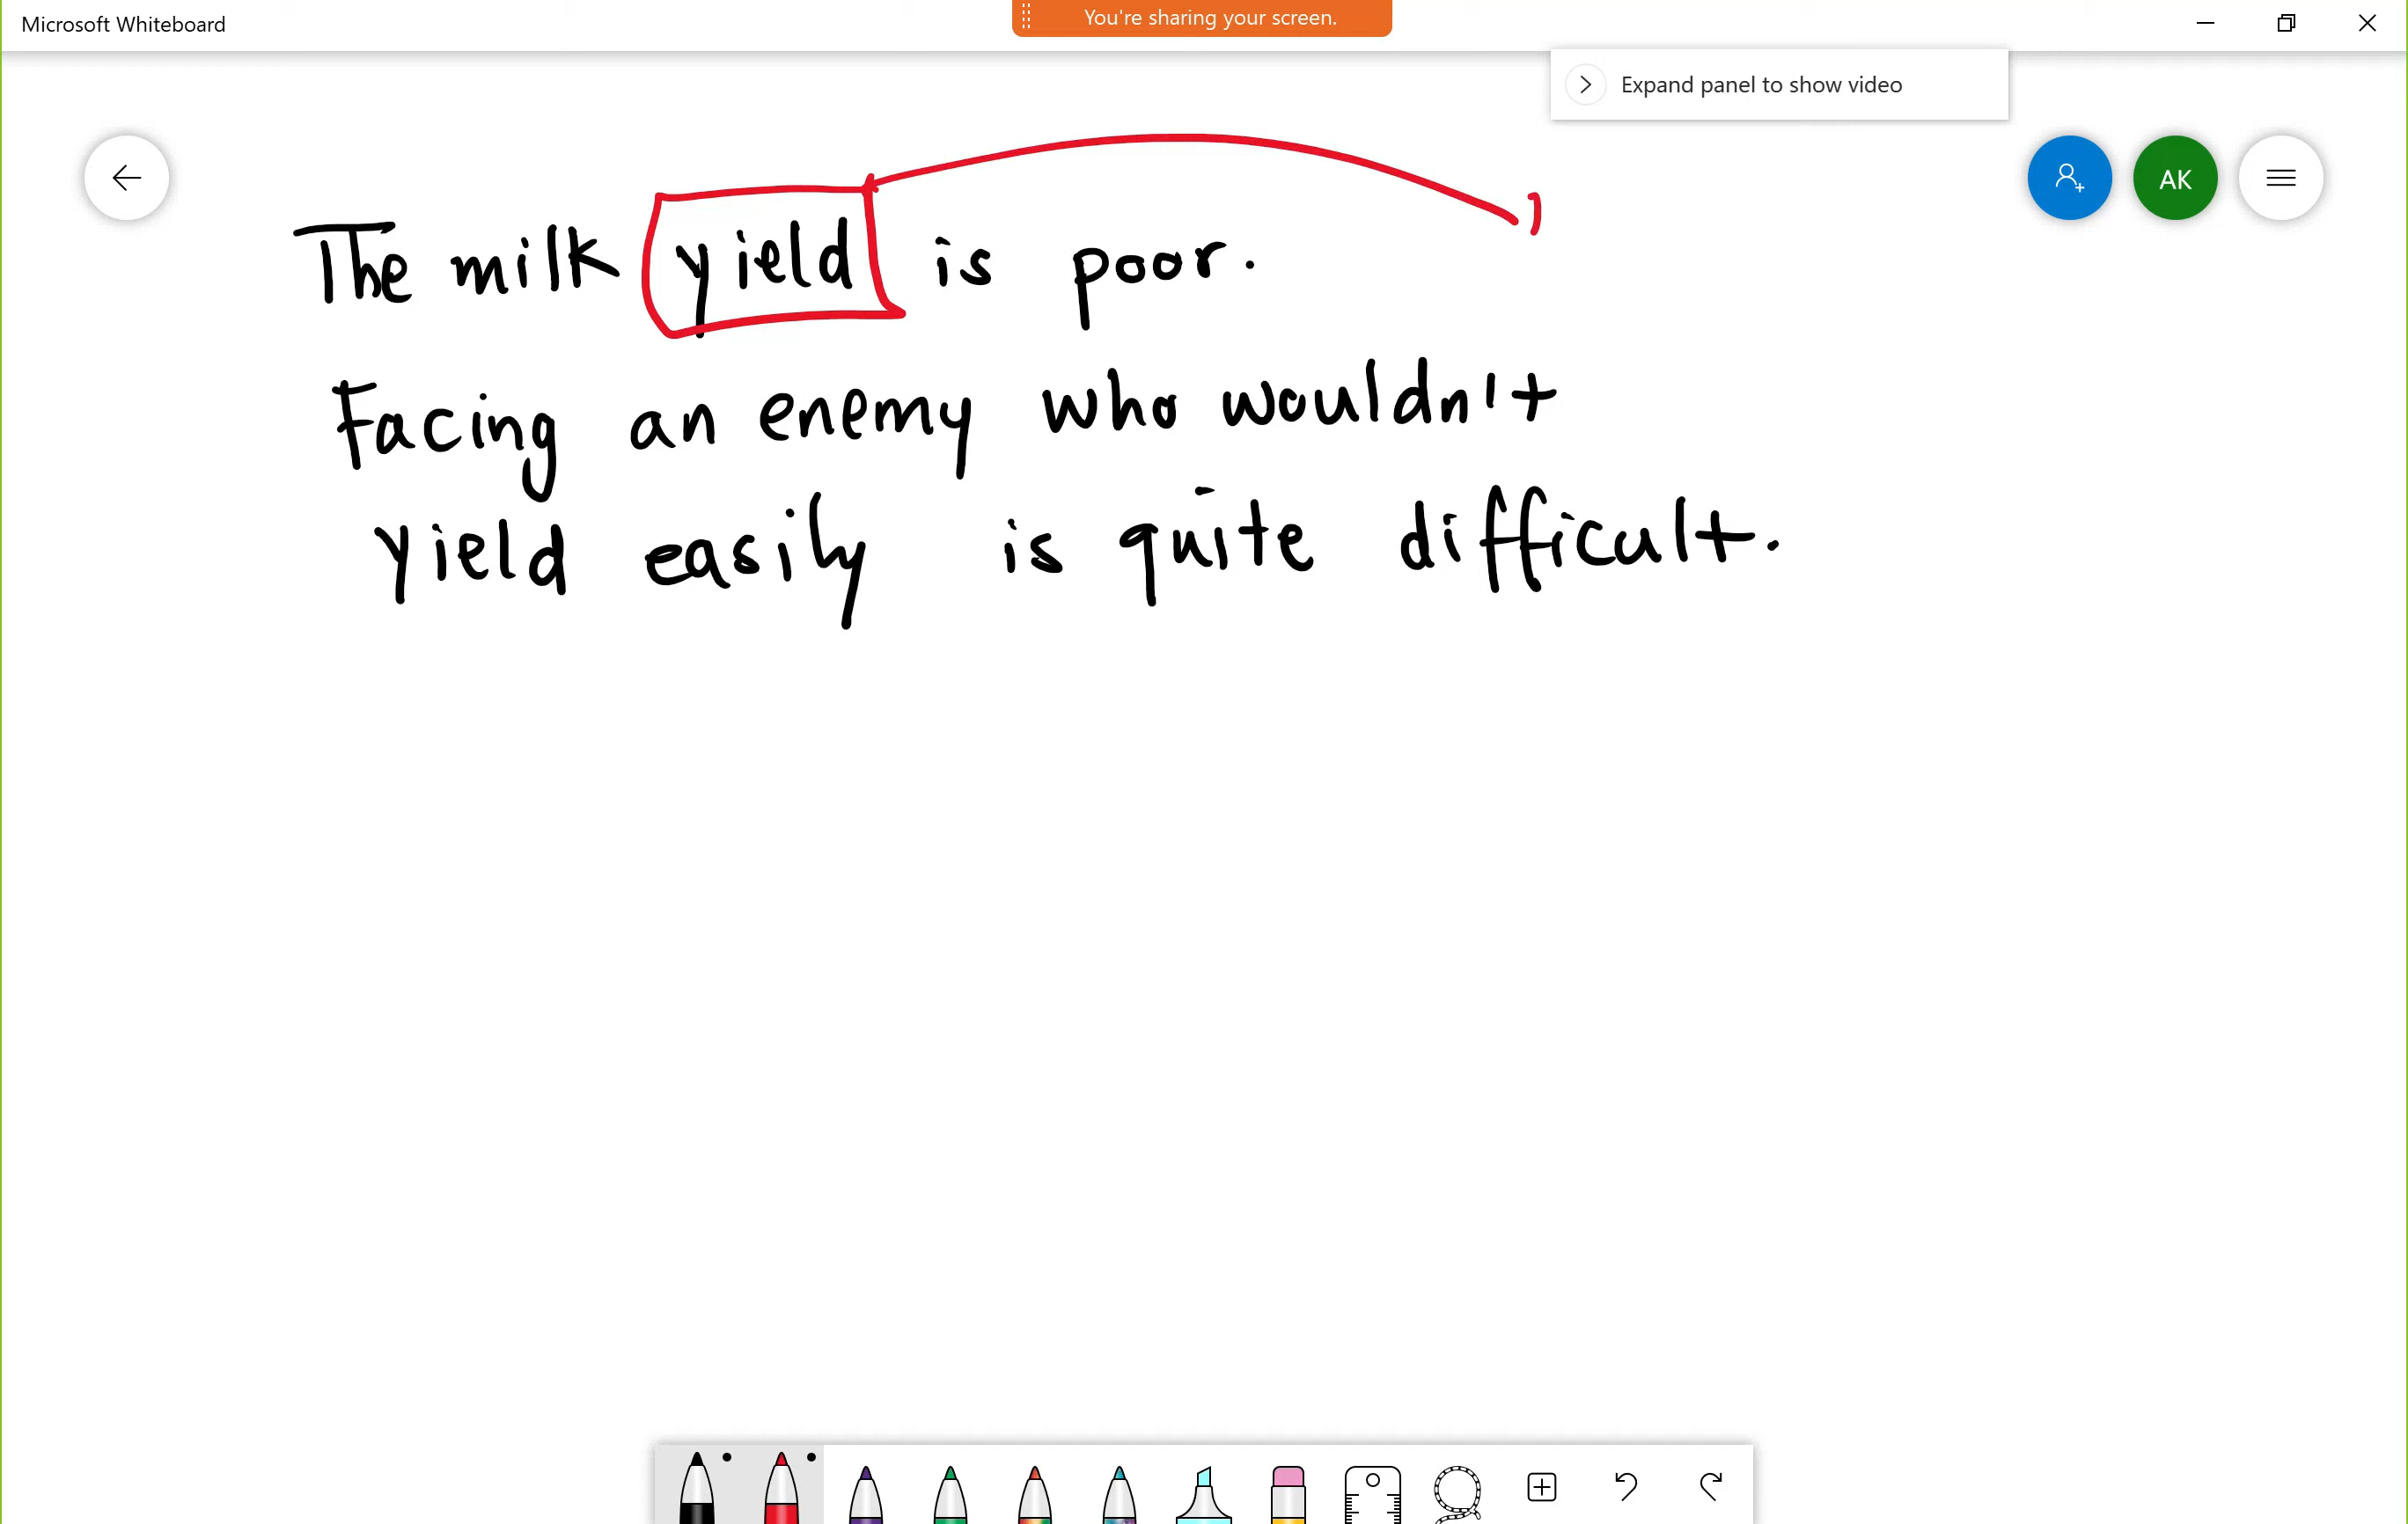 Microsoft Whiteboard
You're sharing your screen.
Expand panel to show video
AK
The milk yield is poor.
Facing an enemy who wouldn't
yield easily is quite difficult.